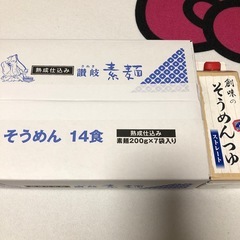 熟成仕込み
さぬき
讃岐 素麺
そうめん 14食
熟成仕込み
素麺200g×7袋入り
創味の
そうめんつゆ
ストレート